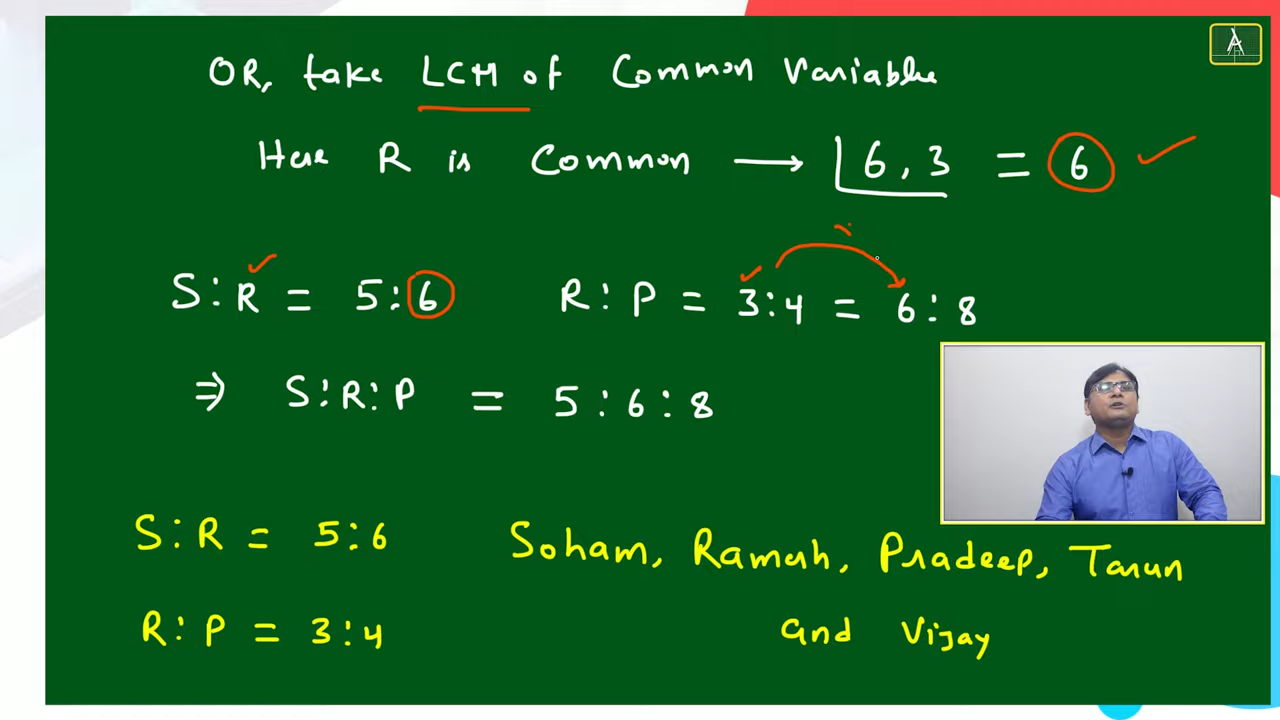 OR, take LCM of Common Variable
Here R is Common → 6, 3 = 6
S:R = 5:6 R:P = 3:4 = 6:8
⇒ S:R:P = 5:6:8
S:R = 5:6
R:P = 3:4
Soham, Ramesh, Pradeep, Tarun
and Vijay